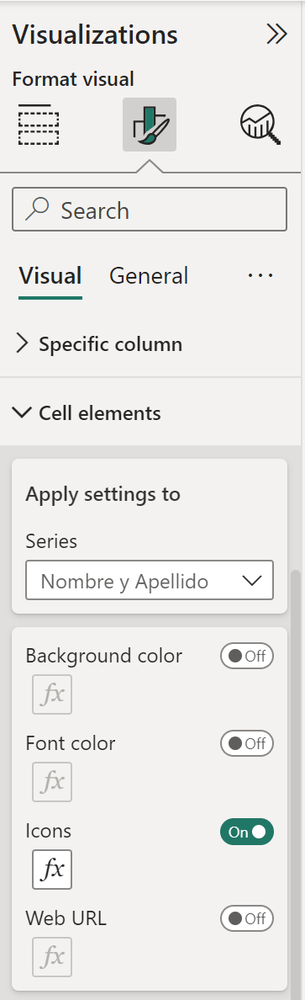 Visualizations
Format visual
Search
Visual General ...
Specific column
Cell elements
Apply settings to
Series
Nombre y Apellido
Background color Off
fx
Font color Off
fx
Icons On
fx
Web URL Off
fx